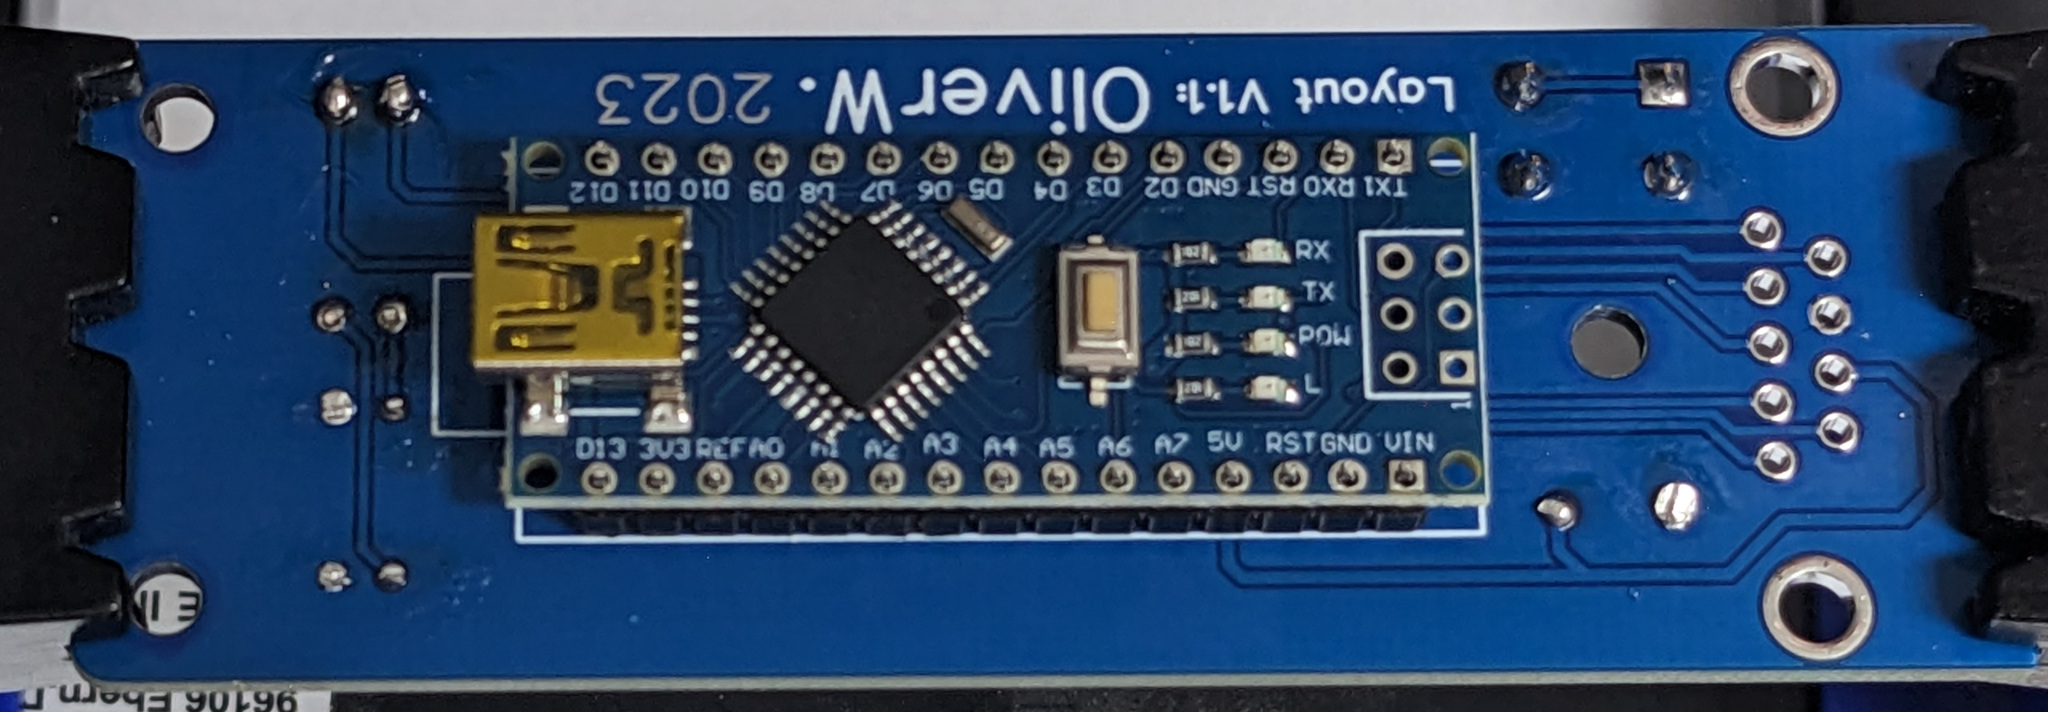 Layout V1.1: OliverW. 2023
D12 D11 D10 D9 D8 D7 D6 D5 D4 D3 D2 GND RST RX0 TX1
RX
TX
POW
L
1
D13 3V3 REF A0 A1 A2 A3 A4 A5 A6 A7 5V RST GND VIN
96106 Ebern